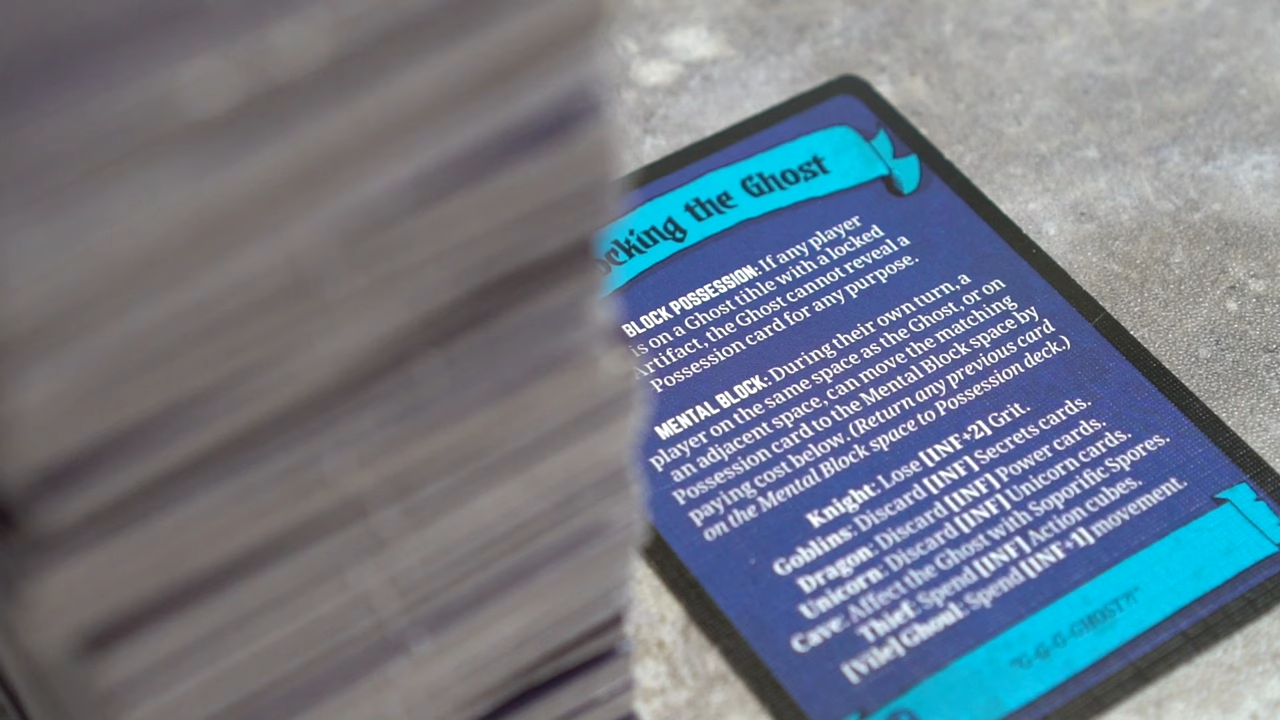 ocking the Ghost
BLOCK POSSESSION: If any player
is on a Ghost tihle with a locked
Artifact, the Ghost cannot reveal a
Possession card for any purpose.
MENTAL BLOCK: During their own turn, a
player on the same space as the Ghost, or on
an adjacent space, can move the matching
Possession card to the Mental Block space by
paying cost below. (Return any previous card
on the Mental Block space to Possession deck.)
Knight: Lose [INF+2] Grit.
Goblins: Discard [INF] Secrets cards.
Dragon: Discard [INF] Power cards.
Unicorn: Discard [INF] Unicorn cards.
Cave: Affect the Ghost with Soporific Spores.
Thief: Spend [INF] Action cubes.
[Vile] Ghoul: Spend [INF+1] movement.
"G-G-G-GHOST?!"